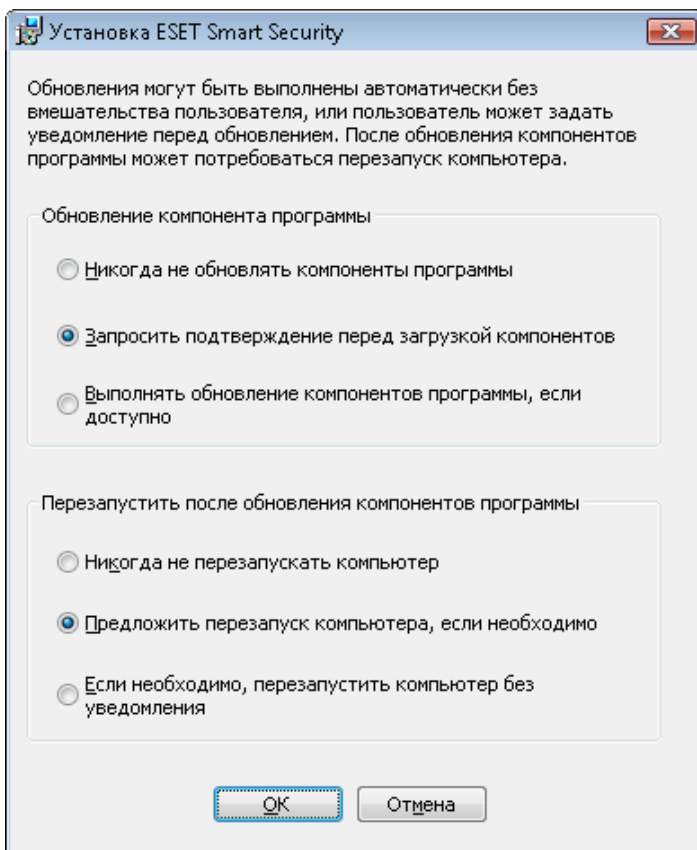 Установка ESET Smart Security
Обновления могут быть выполнены автоматически без
вмешательства пользователя, или пользователь может задать
уведомление перед обновлением. После обновления компонентов
программы может потребоваться перезапуск компьютера.
Обновление компонента программы
Никогда не обновлять компоненты программы
Запросить подтверждение перед загрузкой компонентов
Выполнять обновление компонентов программы, если
доступно
Перезапустить после обновления компонентов программы
Никогда не перезапускать компьютер
Предложить перезапуск компьютера, если необходимо
Если необходимо, перезапустить компьютер без
уведомления
OK
Отмена